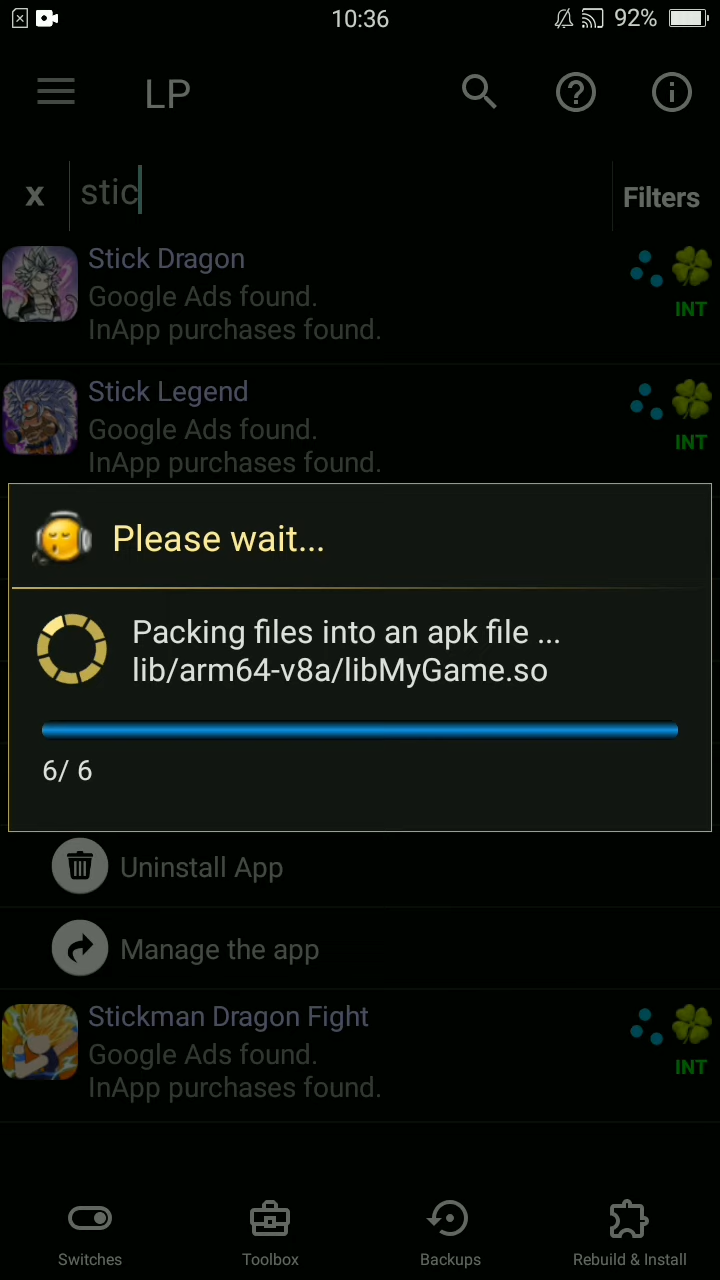 10:36
92%
LP
x
stic
Filters
Stick Dragon
Google Ads found.
InApp purchases found.
INT
Stick Legend
Google Ads found.
InApp purchases found.
INT
Please wait...
Packing files into an apk file ...
lib/arm64-v8a/libMyGame.so
6/ 6
Uninstall App
Manage the app
Stickman Dragon Fight
Google Ads found.
InApp purchases found.
INT
Switches
Toolbox
Backups
Rebuild & Install